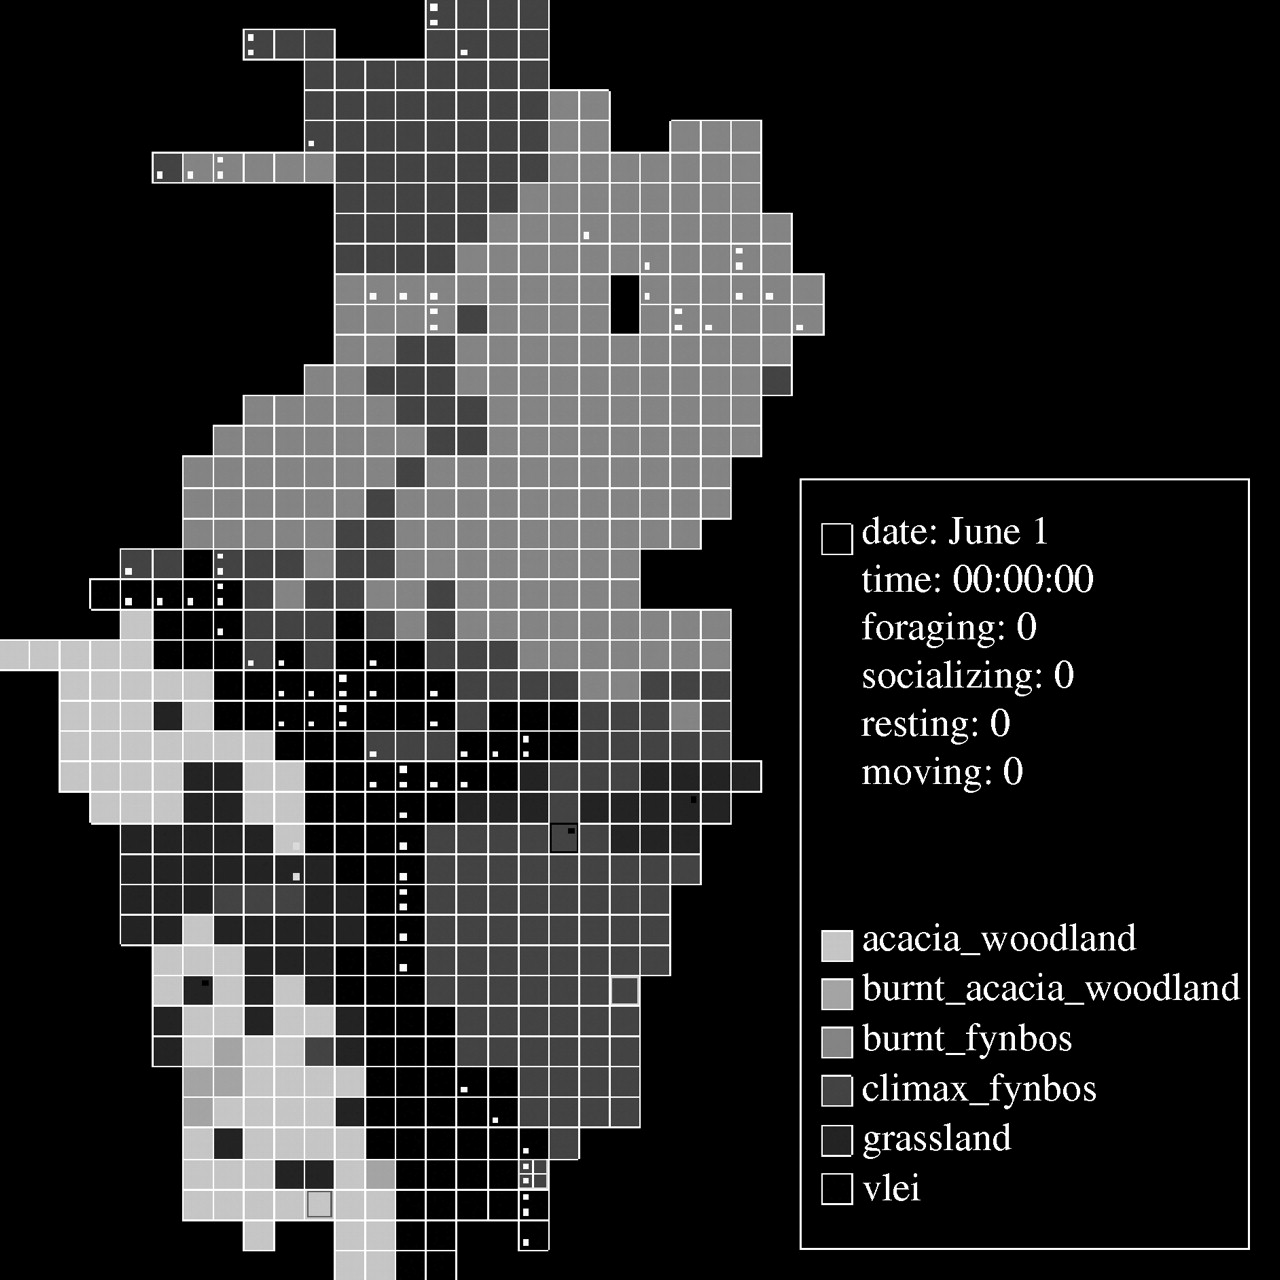 date: June 1
time: 00:00:00
foraging: 0
socializing: 0
resting: 0
moving: 0
acacia_woodland
burnt_acacia_woodland
burnt_fynbos
climax_fynbos
grassland
vlei